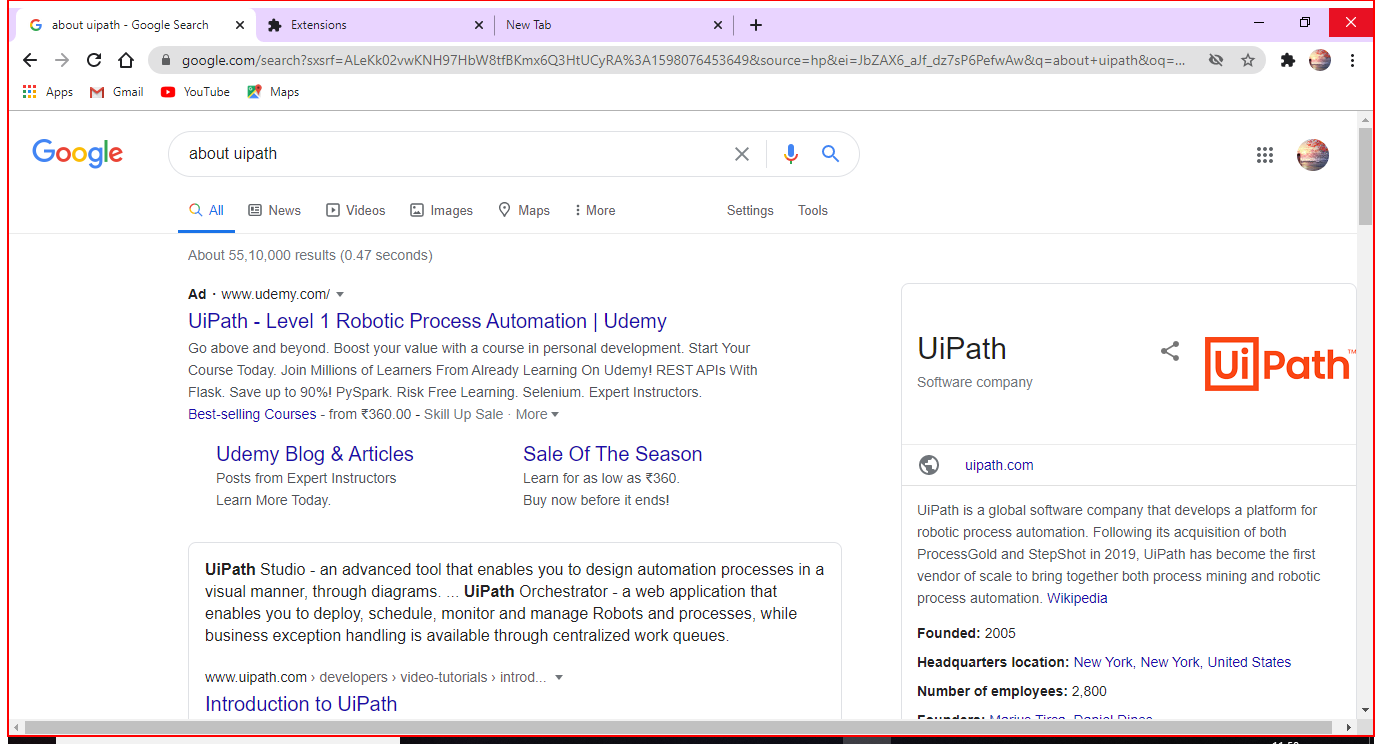 about uipath - Google Search
Extensions
New Tab
google.com/search?sxsrf=ALeKk02vwKNH97HbW8tfBKmx6Q3HtUCyRA%3A1598076453649&source=hp&ei=JbZAX6_aJf_dz7sP6PefwAw&q=about+uipath&oq=...
Apps Gmail YouTube Maps
Google
about uipath
All News Videos Images Maps More Settings Tools
About 55,10,000 results (0.47 seconds)
Ad · www.udemy.com/
UiPath - Level 1 Robotic Process Automation | Udemy
Go above and beyond. Boost your value with a course in personal development. Start Your
Course Today. Join Millions of Learners From Already Learning On Udemy! REST APIs With
Flask. Save up to 90%! PySpark. Risk Free Learning. Selenium. Expert Instructors.
Best-selling Courses - from ₹360.00 - Skill Up Sale · More
Udemy Blog & Articles
Posts from Expert Instructors
Learn More Today.
Sale Of The Season
Learn for as low as ₹360.
Buy now before it ends!
UiPath Studio - an advanced tool that enables you to design automation processes in a
visual manner, through diagrams. ... UiPath Orchestrator - a web application that
enables you to deploy, schedule, monitor and manage Robots and processes, while
business exception handling is available through centralized work queues.
www.uipath.com › developers › video-tutorials › introd...
Introduction to UiPath
UiPath
Software company
UiPath™
uipath.com
UiPath is a global software company that develops a platform for
robotic process automation. Following its acquisition of both
ProcessGold and StepShot in 2019, UiPath has become the first
vendor of scale to bring together both process mining and robotic
process automation. Wikipedia
Founded: 2005
Headquarters location: New York, New York, United States
Number of employees: 2,800
Founders: Marius Tirca, Daniel Dines